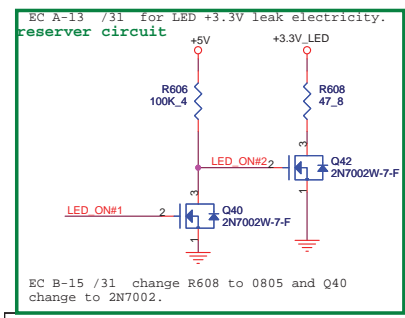 EC A-13 /31 for LED +3.3V leak electricity.
reserver circuit
+5V
+3.3V_LED
R606
100K_4
R608
47_8
3
LED_ON#2
2
Q42
2N7002W-7-F
1
3
LED_ON#1
2
Q40
2N7002W-7-F
1
EC B-15 /31 change R608 to 0805 and Q40
change to 2N7002.